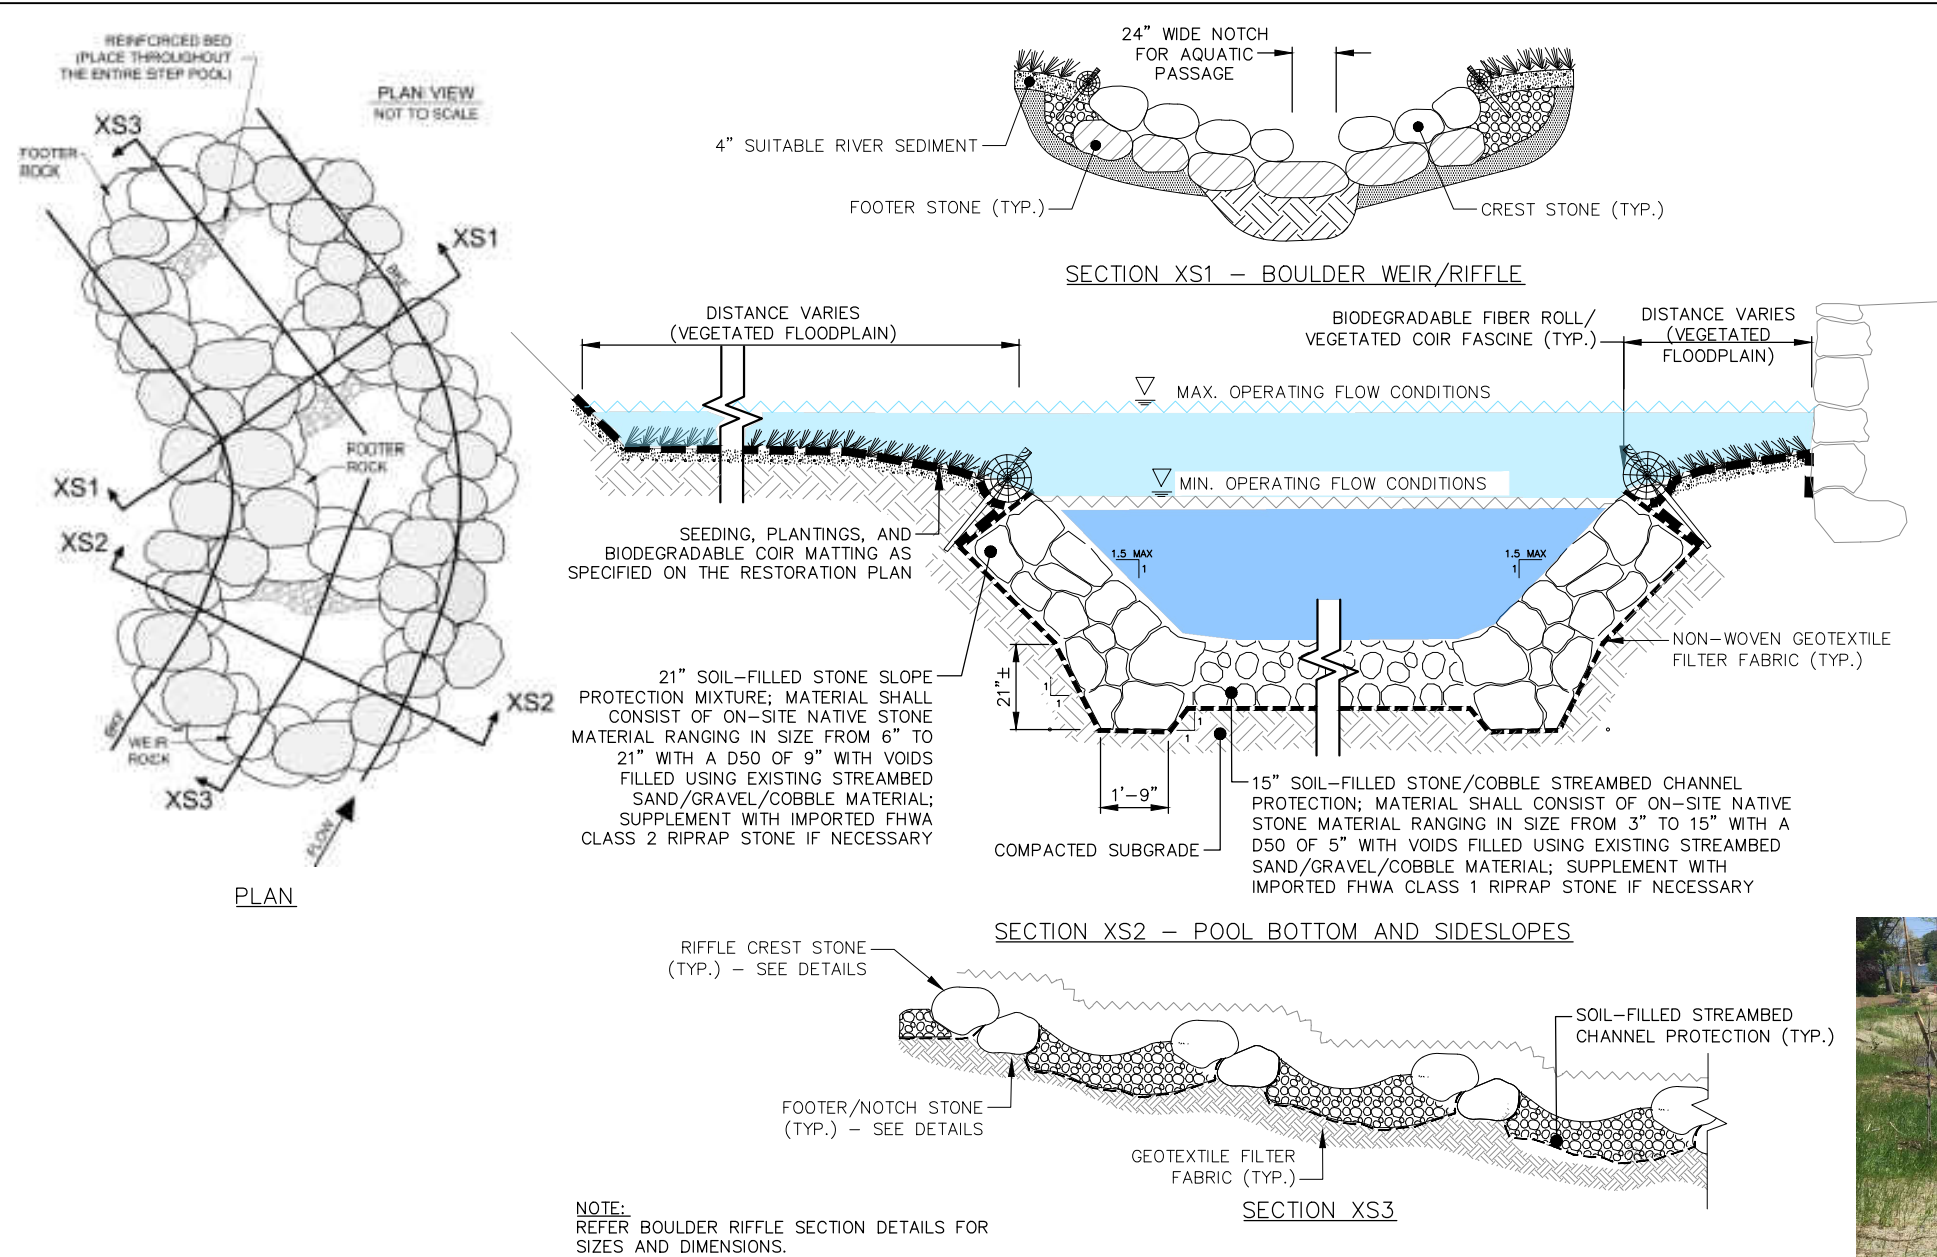 REINFORCED BED
(PLACE THROUGHOUT
THE ENTIRE STEP POOL)
PLAN VIEW
NOT TO SCALE
XS3
FOOTER
ROCK
XS1
BKF
FOOTER
ROCK
XS1
XS2
XS2
BKF
WEIR
ROCK
XS3
FLOW
PLAN
24" WIDE NOTCH
FOR AQUATIC
PASSAGE
4" SUITABLE RIVER SEDIMENT
FOOTER STONE (TYP.)
CREST STONE (TYP.)
SECTION XS1 – BOULDER WEIR/RIFFLE
DISTANCE VARIES
(VEGETATED FLOODPLAIN)
BIODEGRADABLE FIBER ROLL/
VEGETATED COIR FASCINE (TYP.)
DISTANCE VARIES
(VEGETATED
FLOODPLAIN)
MAX. OPERATING FLOW CONDITIONS
MIN. OPERATING FLOW CONDITIONS
SEEDING, PLANTINGS, AND
BIODEGRADABLE COIR MATTING AS
SPECIFIED ON THE RESTORATION PLAN
1.5 MAX
1
1.5 MAX
1
NON–WOVEN GEOTEXTILE
FILTER FABRIC (TYP.)
21" SOIL–FILLED STONE SLOPE
PROTECTION MIXTURE; MATERIAL SHALL
CONSIST OF ON–SITE NATIVE STONE
MATERIAL RANGING IN SIZE FROM 6" TO
21" WITH A D50 OF 9" WITH VOIDS
FILLED USING EXISTING STREAMBED
SAND/GRAVEL/COBBLE MATERIAL;
SUPPLEMENT WITH IMPORTED FHWA
CLASS 2 RIPRAP STONE IF NECESSARY
21"±
1
1
1
1
1'–9"
COMPACTED SUBGRADE
15" SOIL–FILLED STONE/COBBLE STREAMBED CHANNEL
PROTECTION; MATERIAL SHALL CONSIST OF ON–SITE NATIVE
STONE MATERIAL RANGING IN SIZE FROM 3" TO 15" WITH A
D50 OF 5" WITH VOIDS FILLED USING EXISTING STREAMBED
SAND/GRAVEL/COBBLE MATERIAL; SUPPLEMENT WITH
IMPORTED FHWA CLASS 1 RIPRAP STONE IF NECESSARY
SECTION XS2 – POOL BOTTOM AND SIDESLOPES
RIFFLE CREST STONE
(TYP.) – SEE DETAILS
SOIL–FILLED STREAMBED
CHANNEL PROTECTION (TYP.)
FOOTER/NOTCH STONE
(TYP.) – SEE DETAILS
GEOTEXTILE FILTER
FABRIC (TYP.)
SECTION XS3
NOTE:
REFER BOULDER RIFFLE SECTION DETAILS FOR
SIZES AND DIMENSIONS.